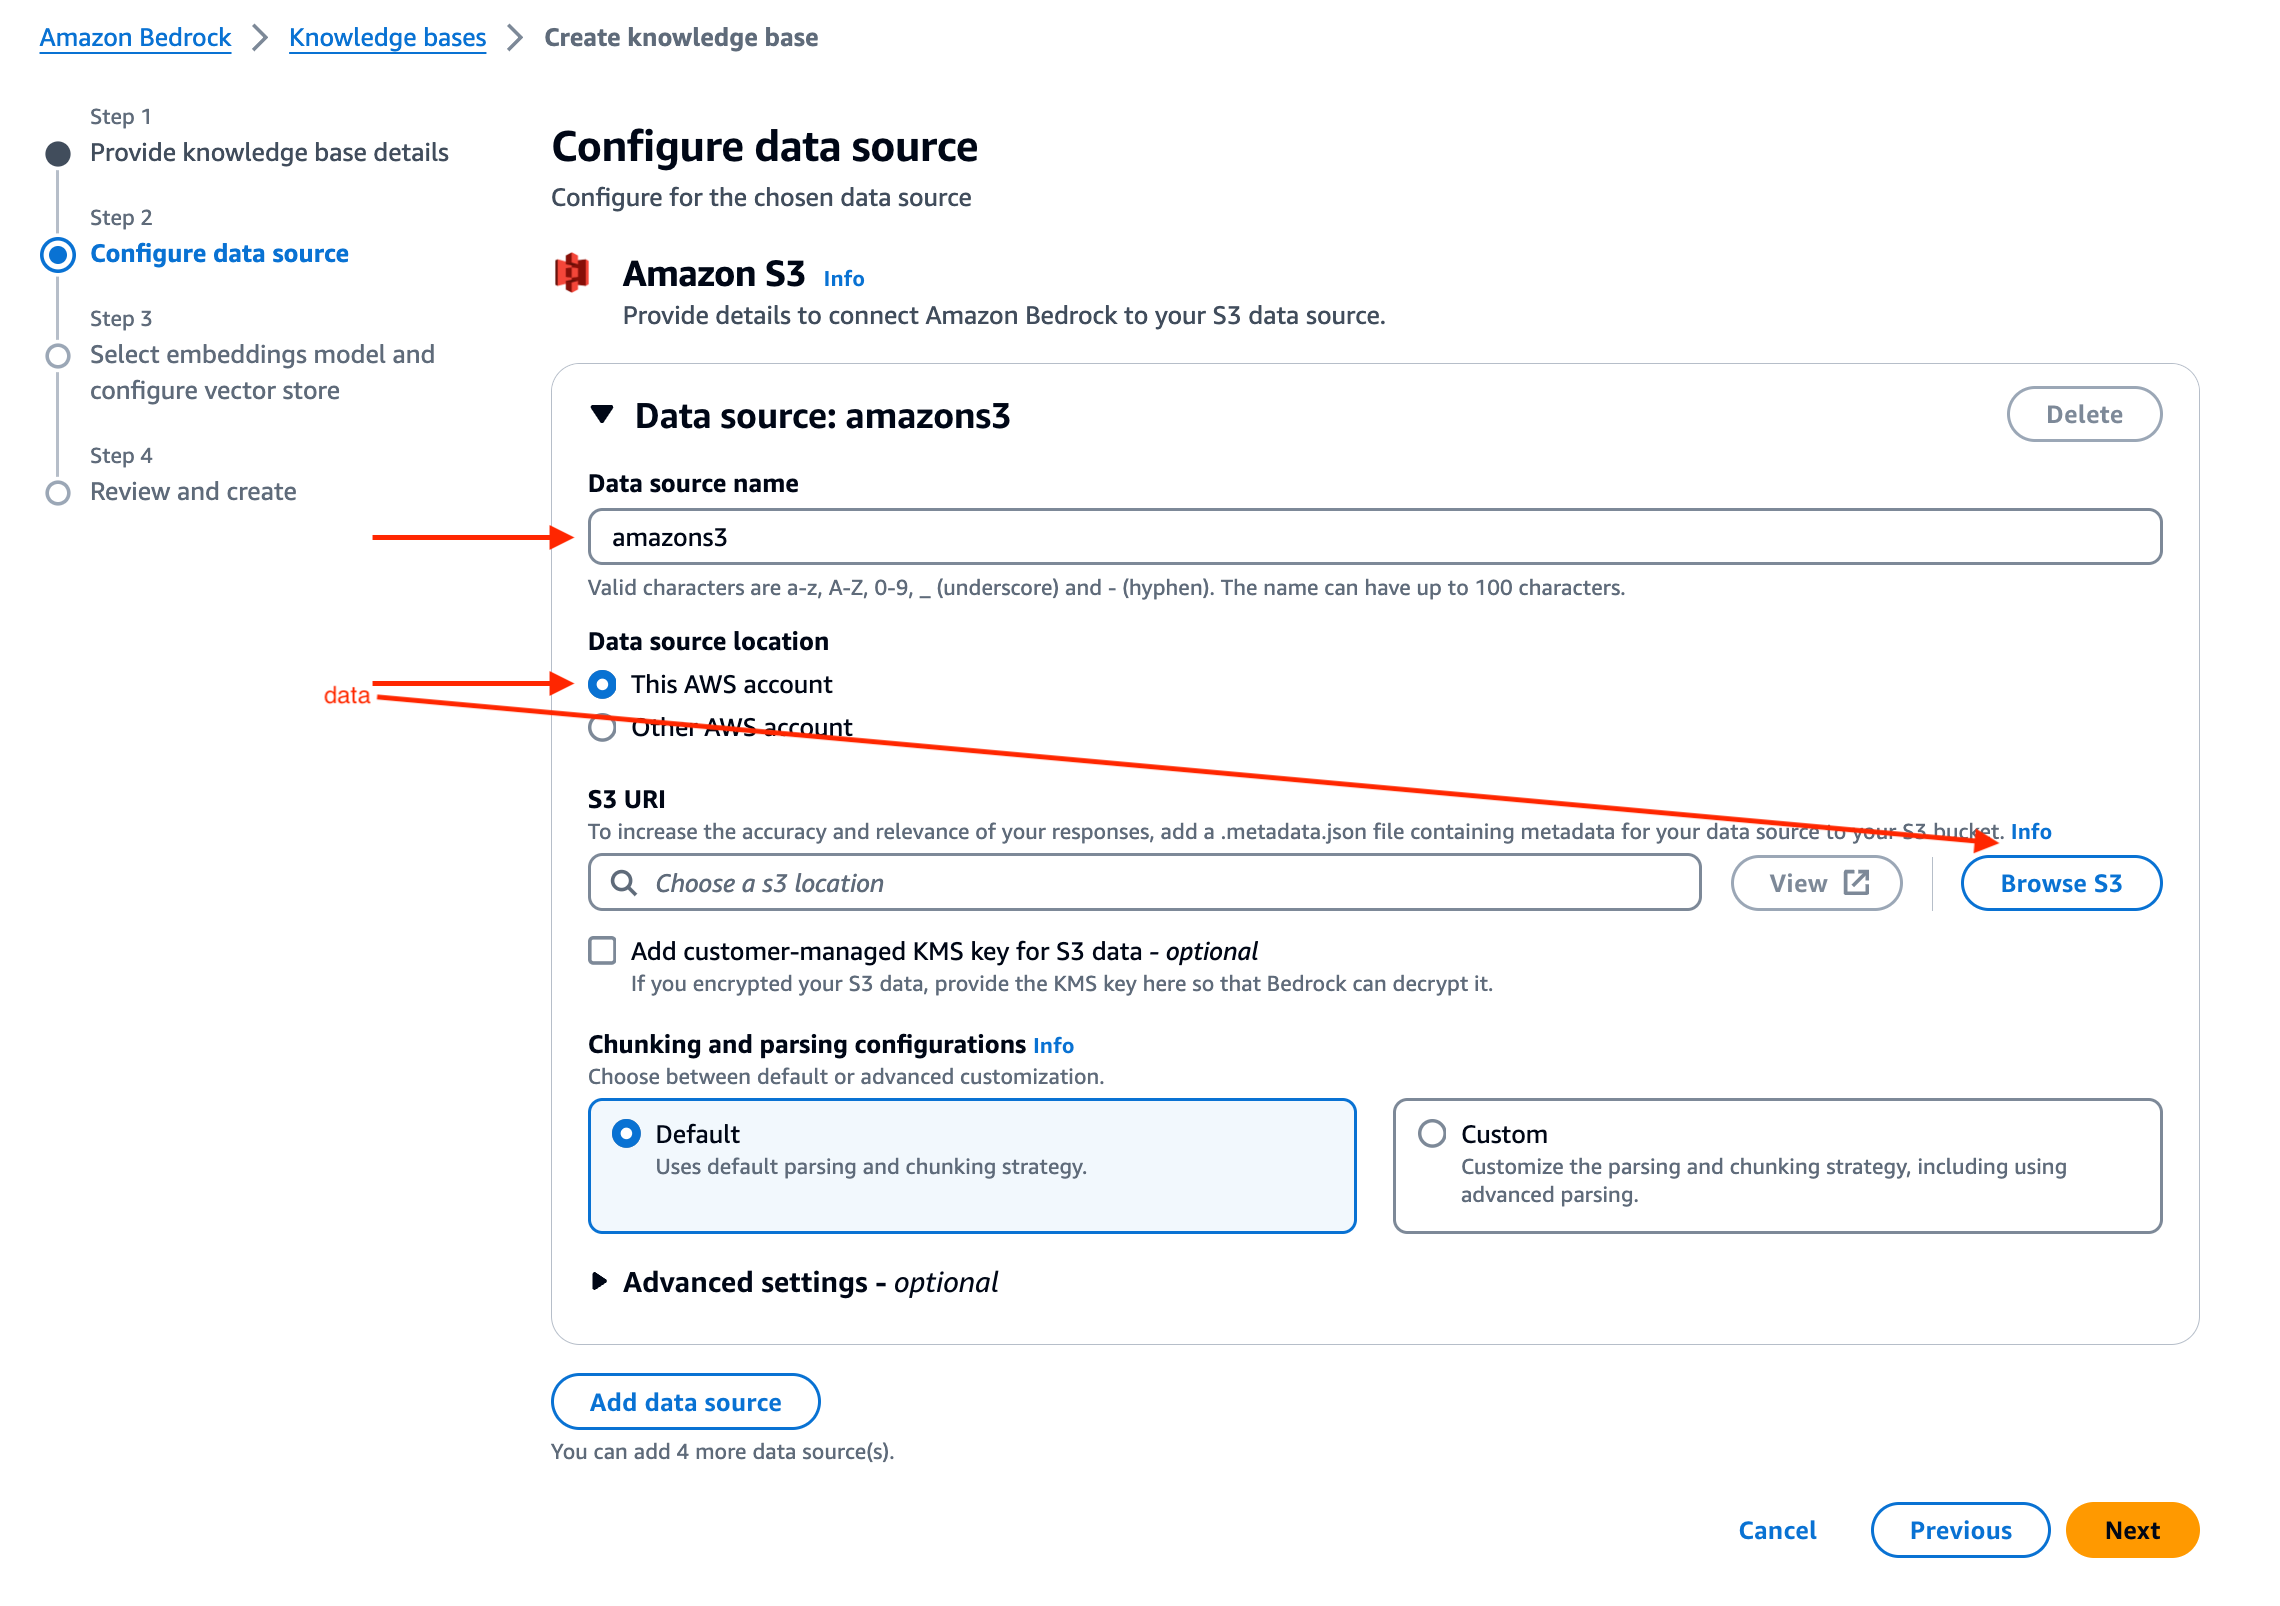 Amazon Bedrock > Knowledge bases > Create knowledge base
Step 1
Provide knowledge base details
Step 2
Configure data source
Step 3
Select embeddings model and
configure vector store
Step 4
Review and create
Configure data source
Configure for the chosen data source
Amazon S3 Info
Provide details to connect Amazon Bedrock to your S3 data source.
Data source: amazons3
Delete
Data source name
amazons3
Valid characters are a-z, A-Z, 0-9, _ (underscore) and - (hyphen). The name can have up to 100 characters.
Data source location
This AWS account
data
Other AWS account
S3 URI
To increase the accuracy and relevance of your responses, add a .metadata.json file containing metadata for your data source to your S3 bucket. Info
Choose a s3 location
View
Browse S3
Add customer-managed KMS key for S3 data - optional
If you encrypted your S3 data, provide the KMS key here so that Bedrock can decrypt it.
Chunking and parsing configurations Info
Choose between default or advanced customization.
Default
Uses default parsing and chunking strategy.
Custom
Customize the parsing and chunking strategy, including using
advanced parsing.
Advanced settings - optional
Add data source
You can add 4 more data source(s).
Cancel
Previous
Next